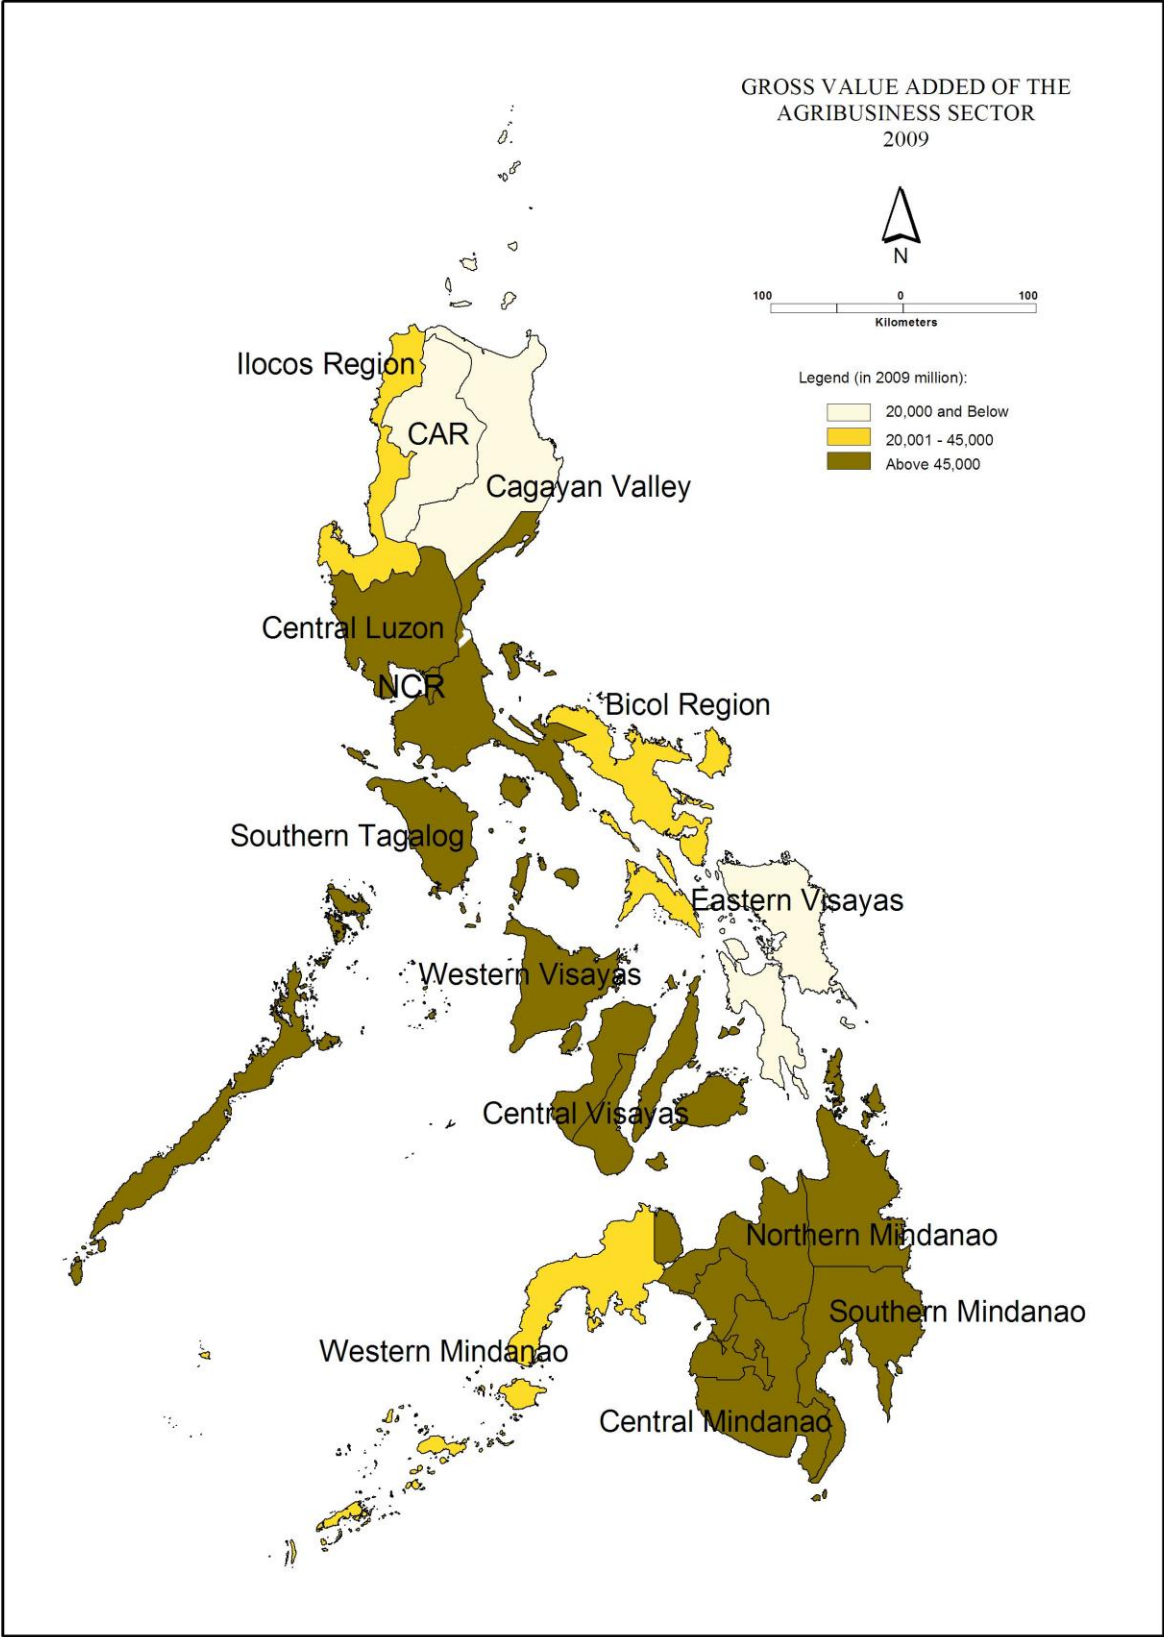 GROSS VALUE ADDED OF THE
AGRIBUSINESS SECTOR
2009
N
100 0 100
Kilometers
Legend (in 2009 million):
20,000 and Below
20,001 - 45,000
Above 45,000
Ilocos Region
CAR
Cagayan Valley
Central Luzon
NCR
Bicol Region
Southern Tagalog
Eastern Visayas
Western Visayas
Central Visayas
Northern Mindanao
Southern Mindanao
Western Mindanao
Central Mindanao